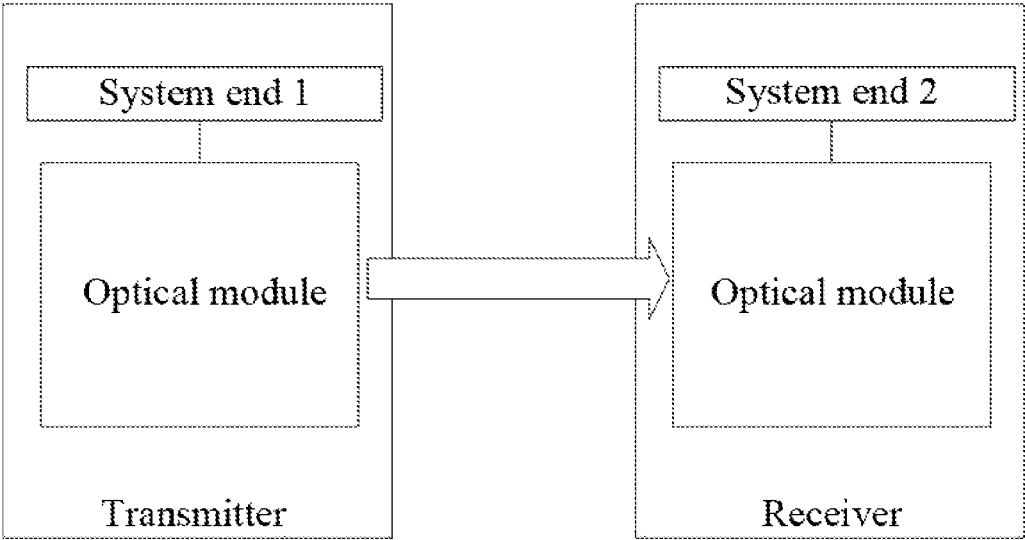 System end 1
Optical module
Transmitter
System end 2
Optical module
Receiver